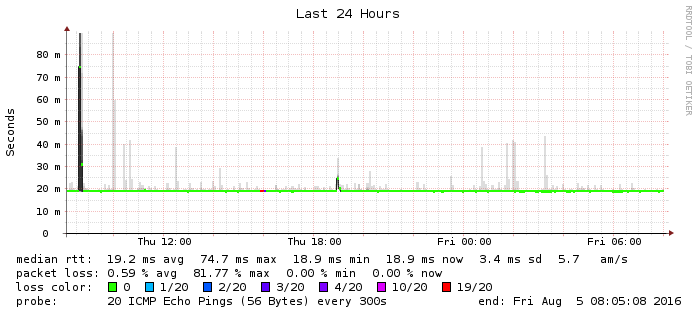 Last 24 Hours
RRDTOOL / TOBI OETIKER
Seconds
80 m
70 m
60 m
50 m
40 m
30 m
20 m
10 m
0
Thu 12:00 Thu 18:00 Fri 00:00 Fri 06:00
median rtt: 19.2 ms avg 74.7 ms max 18.9 ms min 18.9 ms now 3.4 ms sd 5.7 am/s
packet loss: 0.59 % avg 81.77 % max 0.00 % min 0.00 % now
loss color: 0 1/20 2/20 3/20 4/20 10/20 19/20
probe: 20 ICMP Echo Pings (56 Bytes) every 300s end: Fri Aug 5 08:05:08 2016